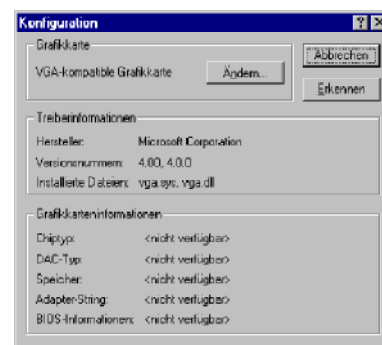 Konfiguration
Grafikkarte
VGA-kompatible Grafikkarte
Ändern...
Abbrechen
Erkennen
Treiberinformationen
Hersteller: Microsoft Corporation
Versionsnummern: 4.00, 4.0.0
Installierte Dateien: vga.sys, vga.dll
Grafikkarteninformationen
Chiptyp: <nicht verfügbar>
DAC-Typ: <nicht verfügbar>
Speicher: <nicht verfügbar>
Adapter-String: <nicht verfügbar>
BIOS-Informationen: <nicht verfügbar>